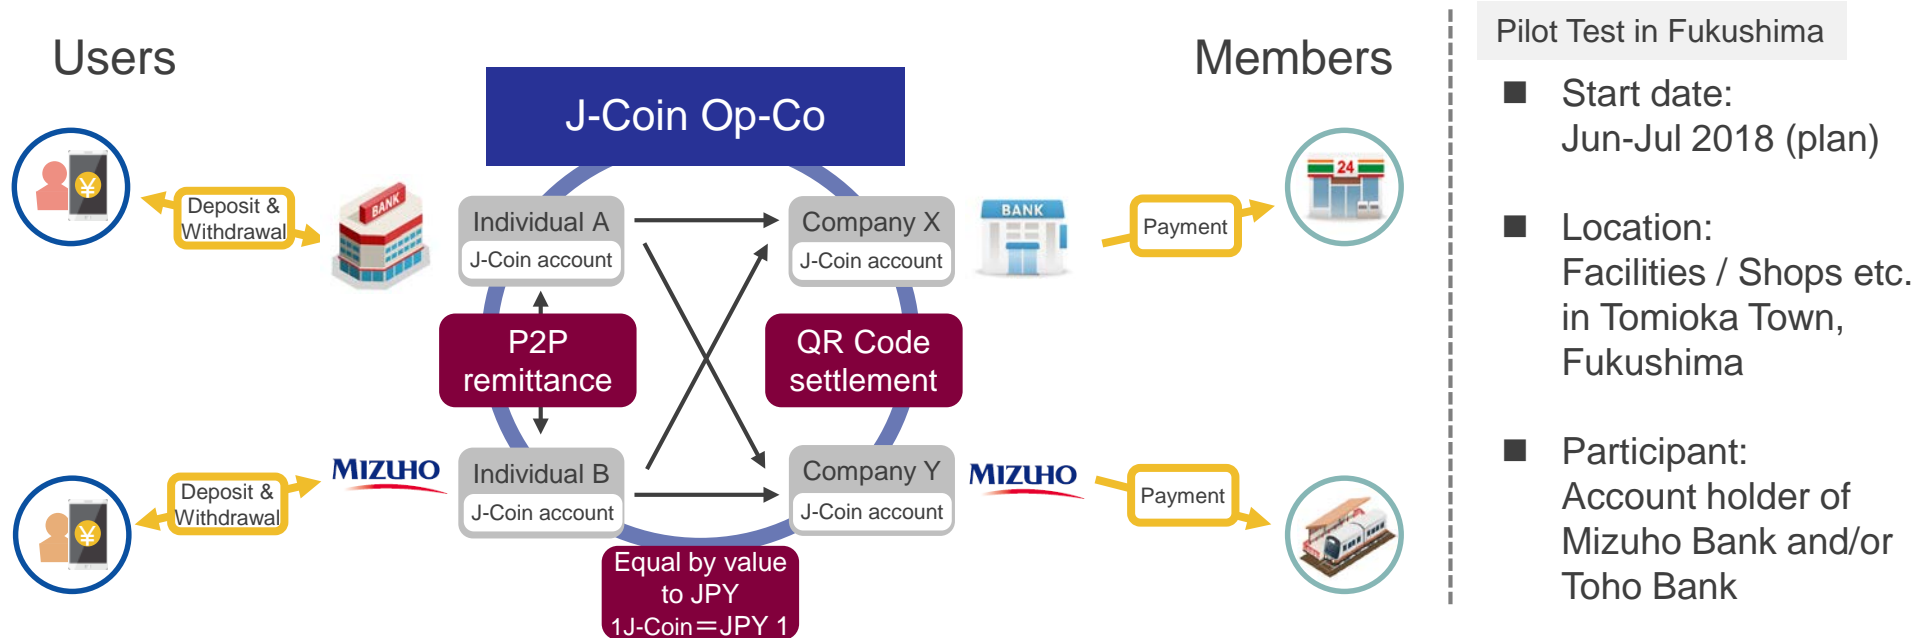 Users
Members
J-Coin Op-Co
Deposit &
Withdrawal
BANK
Individual A
J-Coin account
Company X
J-Coin account
BANK
Payment
24
P2P
remittance
QR Code
settlement
Deposit &
Withdrawal
MIZUHO
Individual B
J-Coin account
Company Y
J-Coin account
MIZUHO
Payment
Equal by value
to JPY
1J-Coin＝JPY 1
Pilot Test in Fukushima
■ Start date:
Jun-Jul 2018 (plan)
■ Location:
Facilities / Shops etc.
in Tomioka Town,
Fukushima
■ Participant:
Account holder of
Mizuho Bank and/or
Toho Bank
¥
¥